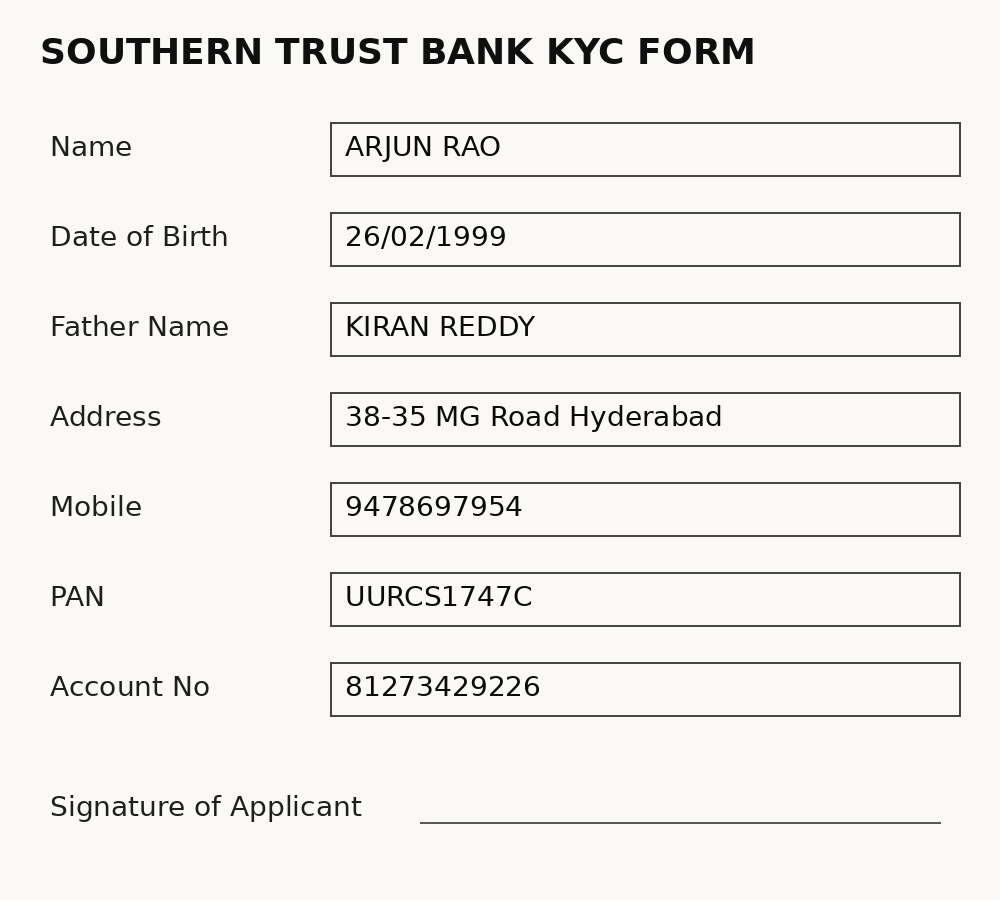 SOUTHERN TRUST BANK KYC FORM
Name ARJUN RAO
Date of Birth 26/02/1999
Father Name KIRAN REDDY
Address 38-35 MG Road Hyderabad
Mobile 9478697954
PAN UURCS1747C
Account No 81273429226
Signature of Applicant